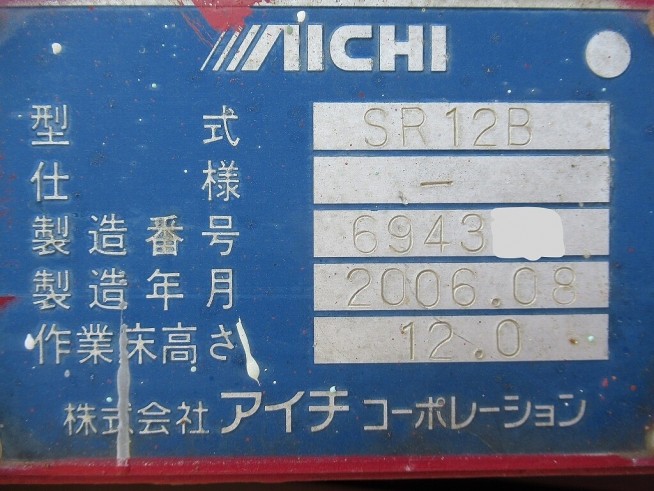 AICHI
型式 SR12B
仕様 -
製造番号 6943
製造年月 2006.08
作業床高さ 12.0
株式会社 アイチ コーポレーション